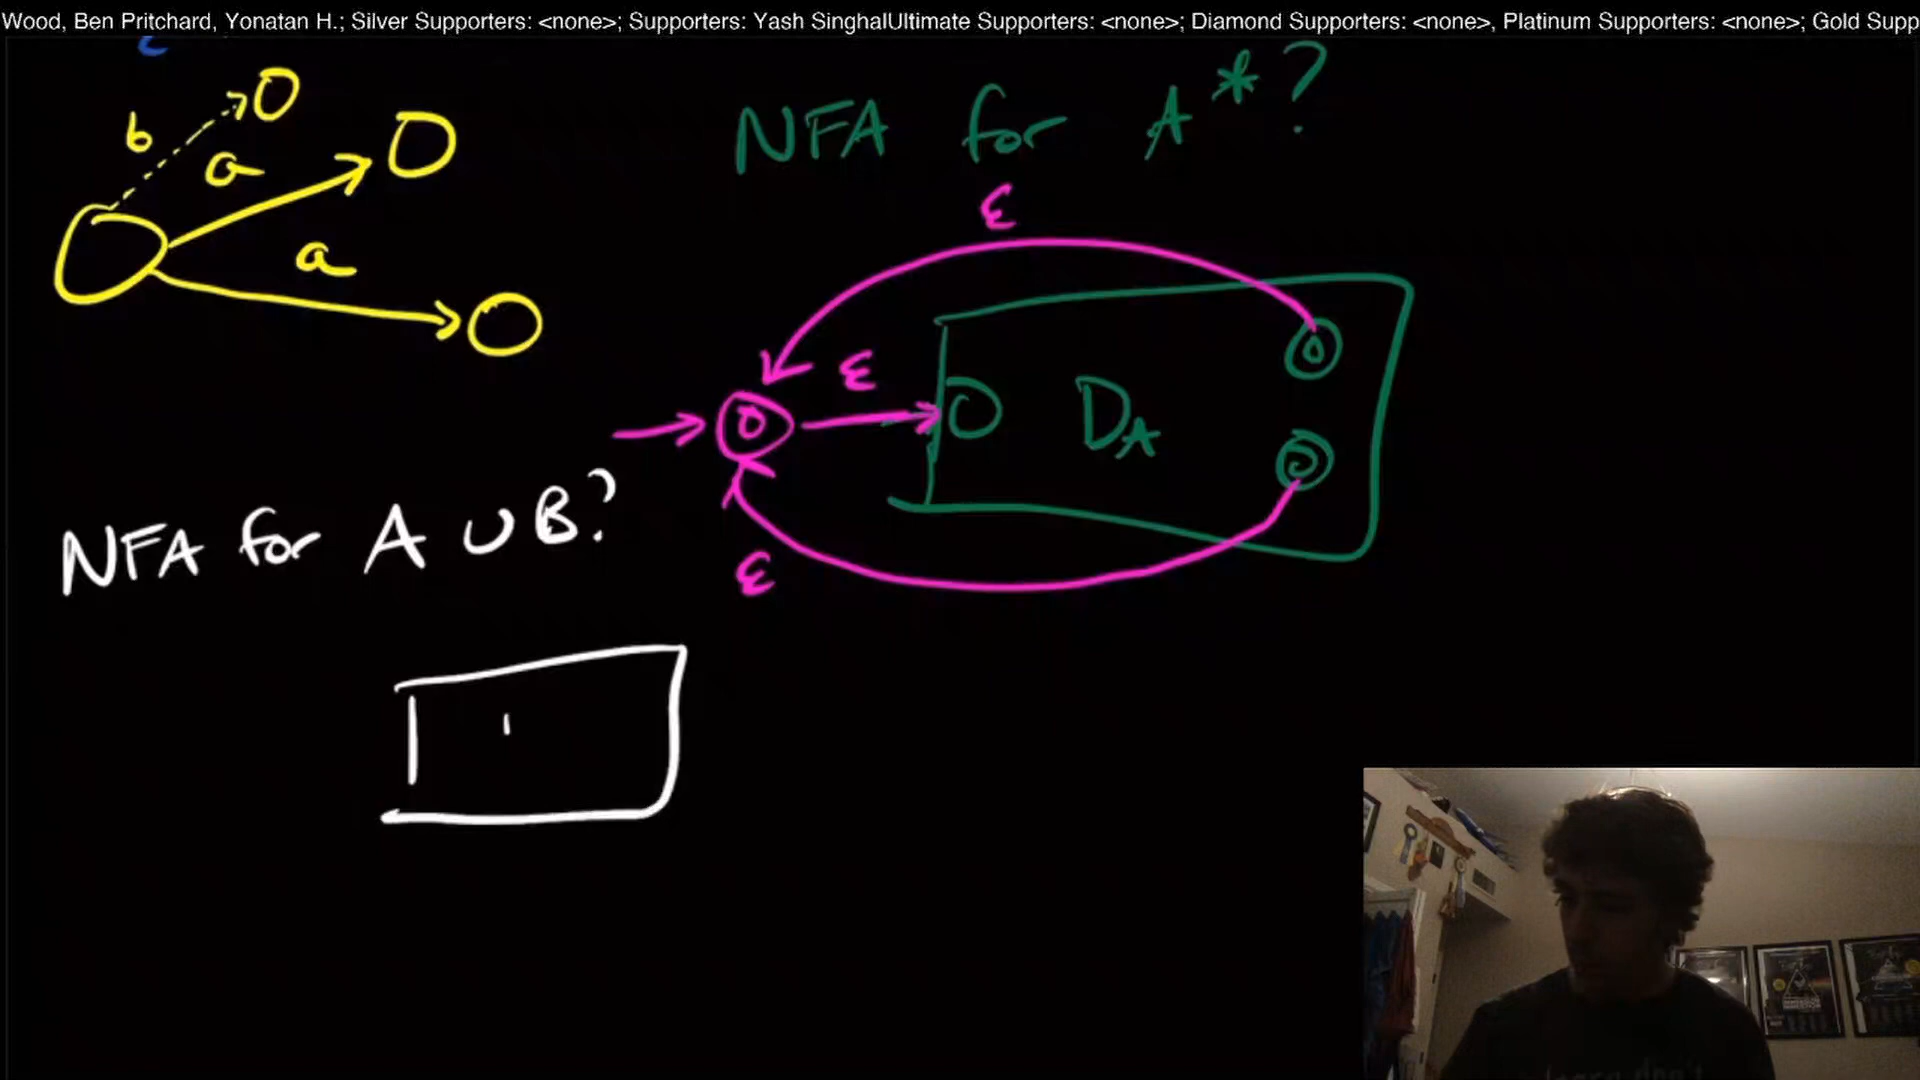 Wood, Ben Pritchard, Yonatan H.; Silver Supporters: <none>; Supporters: Yash SinghalUltimate Supporters: <none>; Diamond Supporters: <none>, Platinum Supporters: <none>; Gold Supp
NFA for A*?
b
a
a
ε
ε
DA
NFA for A ∪ B?
ε